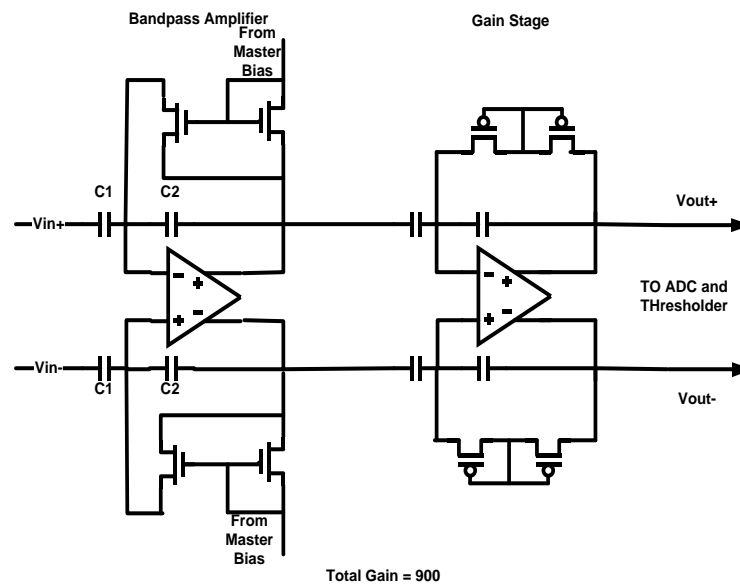 Bandpass Amplifier
Gain Stage
From
Master
Bias
C1
C2
Vin+
Vout+
- +
+ -
- +
+ -
TO ADC and
THresholder
Vin-
C1
C2
Vout-
From
Master
Bias
Total Gain = 900